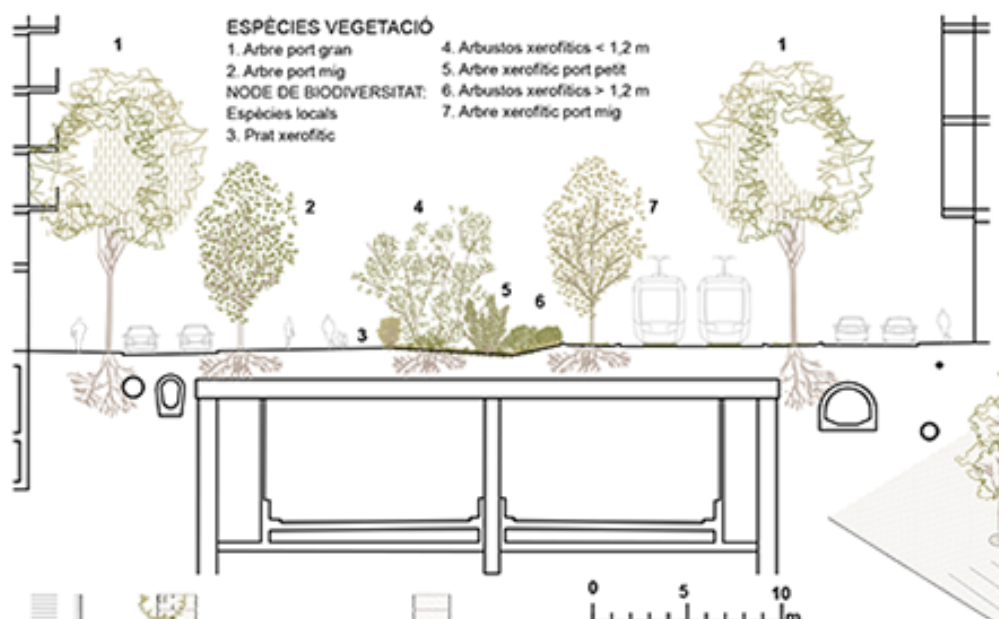 ESPÈCIES VEGETACIÓ
1. Arbre port gran
2. Arbre port mig
NODE DE BIODIVERSITAT:
Espècies locals
3. Prat xerofític
4. Arbustos xerofítics < 1,2 m
5. Arbre xerofític port petit
6. Arbustos xerofítics > 1,2 m
7. Arbre xerofític port mig
1
1
2
4
7
5
6
3
0 5 10
m